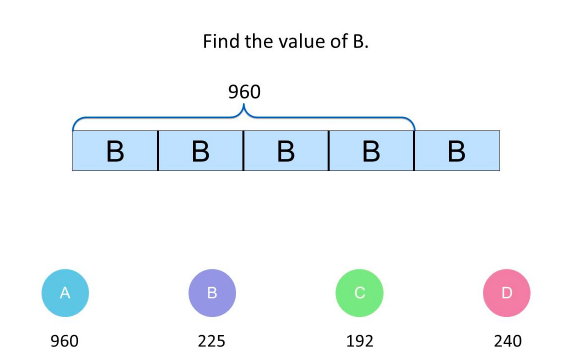 Find the value of B.
960
B B B B B
A B C D
960 225 192 240